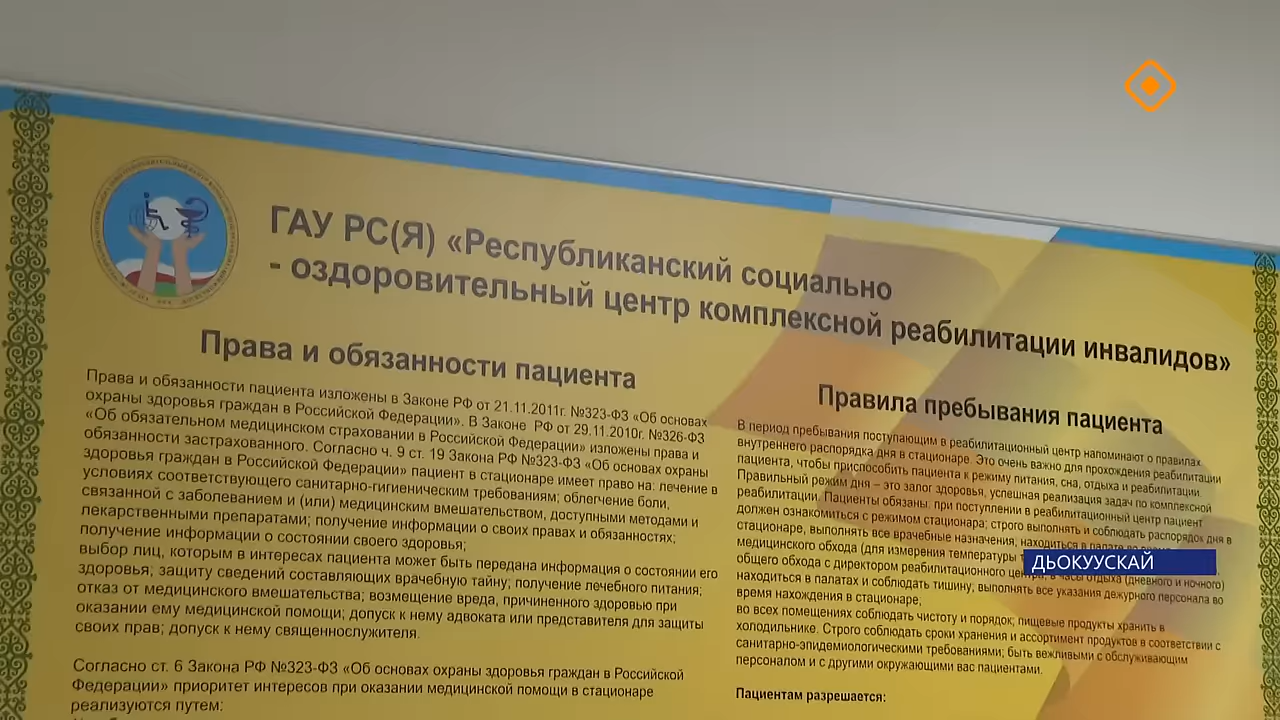 ГАУ РС(Я) «Республиканский социально
- оздоровительный центр комплексной реабилитации инвалидов»
Права и обязанности пациента
Права и обязанности пациента изложены в Законе РФ от 21.11.2011г. №323-ФЗ «Об основах
охраны здоровья граждан в Российской Федерации». В Законе РФ от 29.11.2010г. №326-ФЗ
«Об обязательном медицинском страховании в Российской Федерации» изложены права и
обязанности застрахованного. Согласно ч. 9 ст. 19 Закона РФ №323-ФЗ «Об основах охраны
здоровья граждан в Российской Федерации» пациент в стационаре имеет право на: лечение в
условиях соответствующего санитарно-гигиеническим требованиям; облегчение боли,
связанной с заболеванием и (или) медицинским вмешательством, доступными методами и
лекарственными препаратами; получение информации о своих правах и обязанностях;
получение информации о состоянии своего здоровья;
выбор лиц, которым в интересах пациента может быть передана информация о состоянии его
здоровья; защиту сведений составляющих врачебную тайну; получение лечебного питания;
отказ от медицинского вмешательства; возмещение вреда, причиненного здоровью при
оказании ему медицинской помощи; допуск к нему адвоката или представителя для защиты
своих прав; допуск к нему священнослужителя.
Согласно ст. 6 Закона РФ №323-ФЗ «Об основах охраны здоровья граждан в Российской
Федерации» приоритет интересов при оказании медицинской помощи в стационаре
реализуются путем:
Правила пребывания пациента
В период пребывания поступающим в реабилитационный центр напоминают о правилах
внутреннего распорядка дня в стационаре. Это очень важно для прохождения реабилитации
пациента, чтобы приспособить пациента к режиму питания, сна, отдыха и реабилитации.
Правильный режим дня – это залог здоровья, успешная реализация задач по комплексной
реабилитации. Пациенты обязаны: при поступлении в реабилитационный центр пациент
должен ознакомиться с режимом стационара; строго выполнять и соблюдать распорядок дня в
стационаре, выполнять все врачебные назначения; находиться в палате во время
медицинского обхода (для измерения температуры
общего обхода с директором реабилитационного центра, в часы отдыха (дневного и ночного)
находиться в палатах и соблюдать тишину; выполнять все указания дежурного персонала во
время нахождения в стационаре;
во всех помещениях соблюдать чистоту и порядок; пищевые продукты хранить в
холодильнике. Строго соблюдать сроки хранения и ассортимент продуктов в соответствии с
санитарно-эпидемиологическими требованиями; быть вежливыми с обслуживающим
персоналом и с другими окружающими вас пациентами.
Пациентам разрешается:
ДЬОКУУСКАЙ